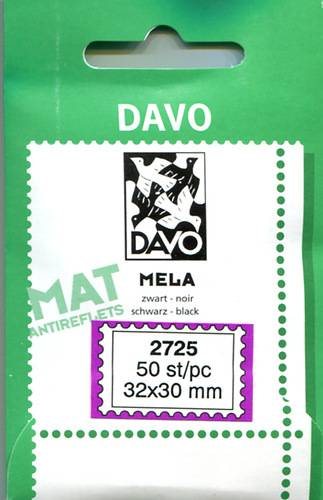 DAVO
DAVO
MELA
zwart - noir
schwarz - black
MAT
ANTIREFLETS
2725
50 st/pc
32x30 mm